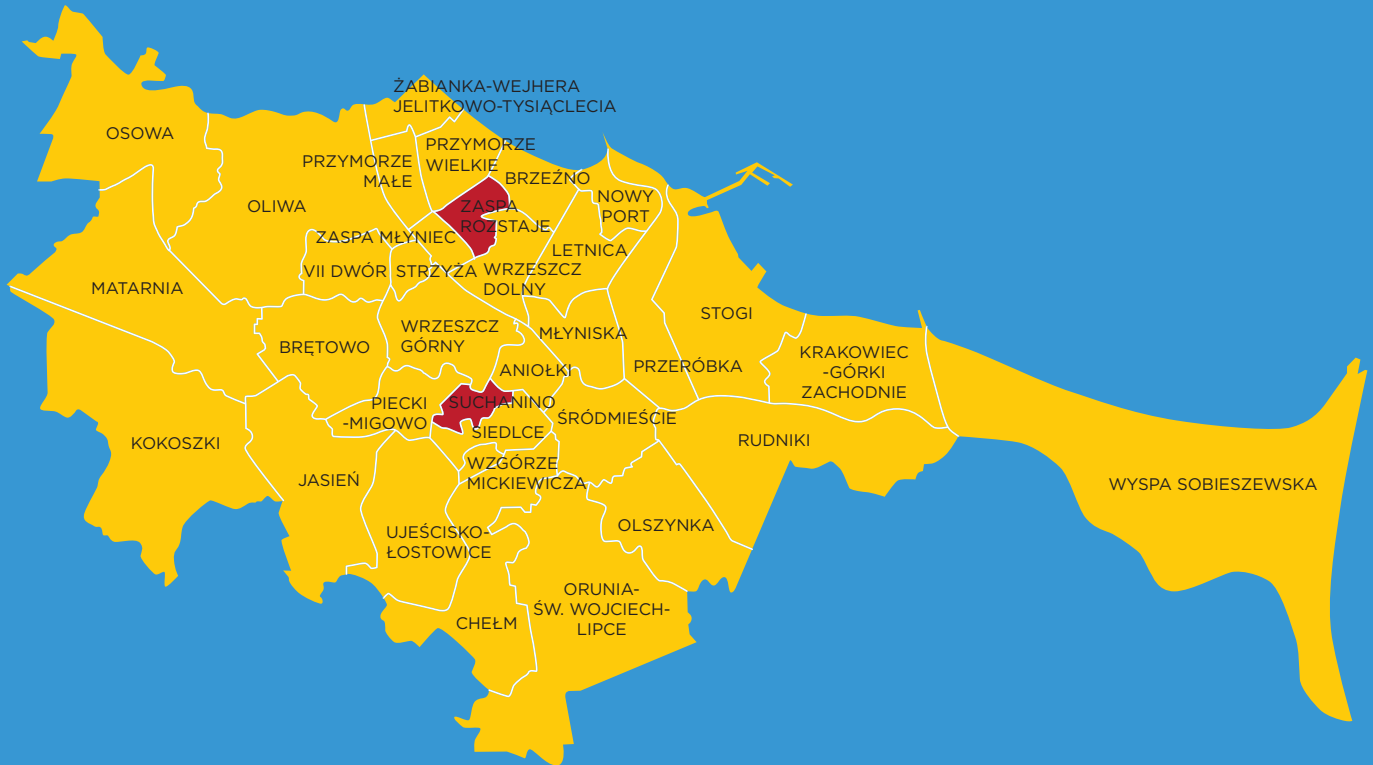 ŻABIANKA-WEJHERA
JELITKOWO-TYSIĄCLECIA
OSOWA
PRZYMORZE
WIELKIE
PRZYMORZE
MAŁE
BRZEŹNO
NOWY
PORT
OLIWA
ZASPA
ROZSTAJE
ZASPA MŁYNIEC
LETNICA
VII DWÓR
STRZYŻA
WRZESZCZ
DOLNY
MATARNIA
STOGI
WRZESZCZ
GÓRNY
MŁYNISKA
BRĘTOWO
ANIOŁKI
PRZERÓBKA
KRAKOWIEC
-GÓRKI
ZACHODNIE
PIECKI
-MIGOWO
SUCHANINO
ŚRÓDMIEŚCIE
SIEDLCE
RUDNIKI
KOKOSZKI
WZGÓRZE
MICKIEWICZA
JASIEŃ
WYSPA SOBIESZEWSKA
OLSZYNKA
UJEŚCISKO-
ŁOSTOWICE
ORUNIA-
ŚW. WOJCIECH-
LIPCE
CHEŁM